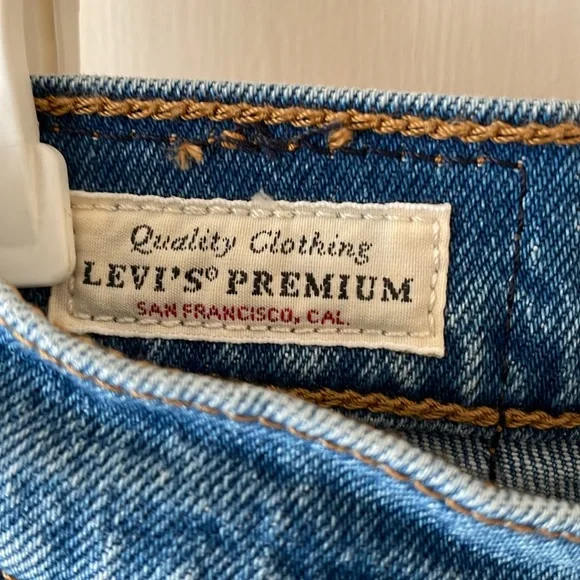 Quality Clothing
LEVI'S® PREMIUM
SAN FRANCISCO, CAL.